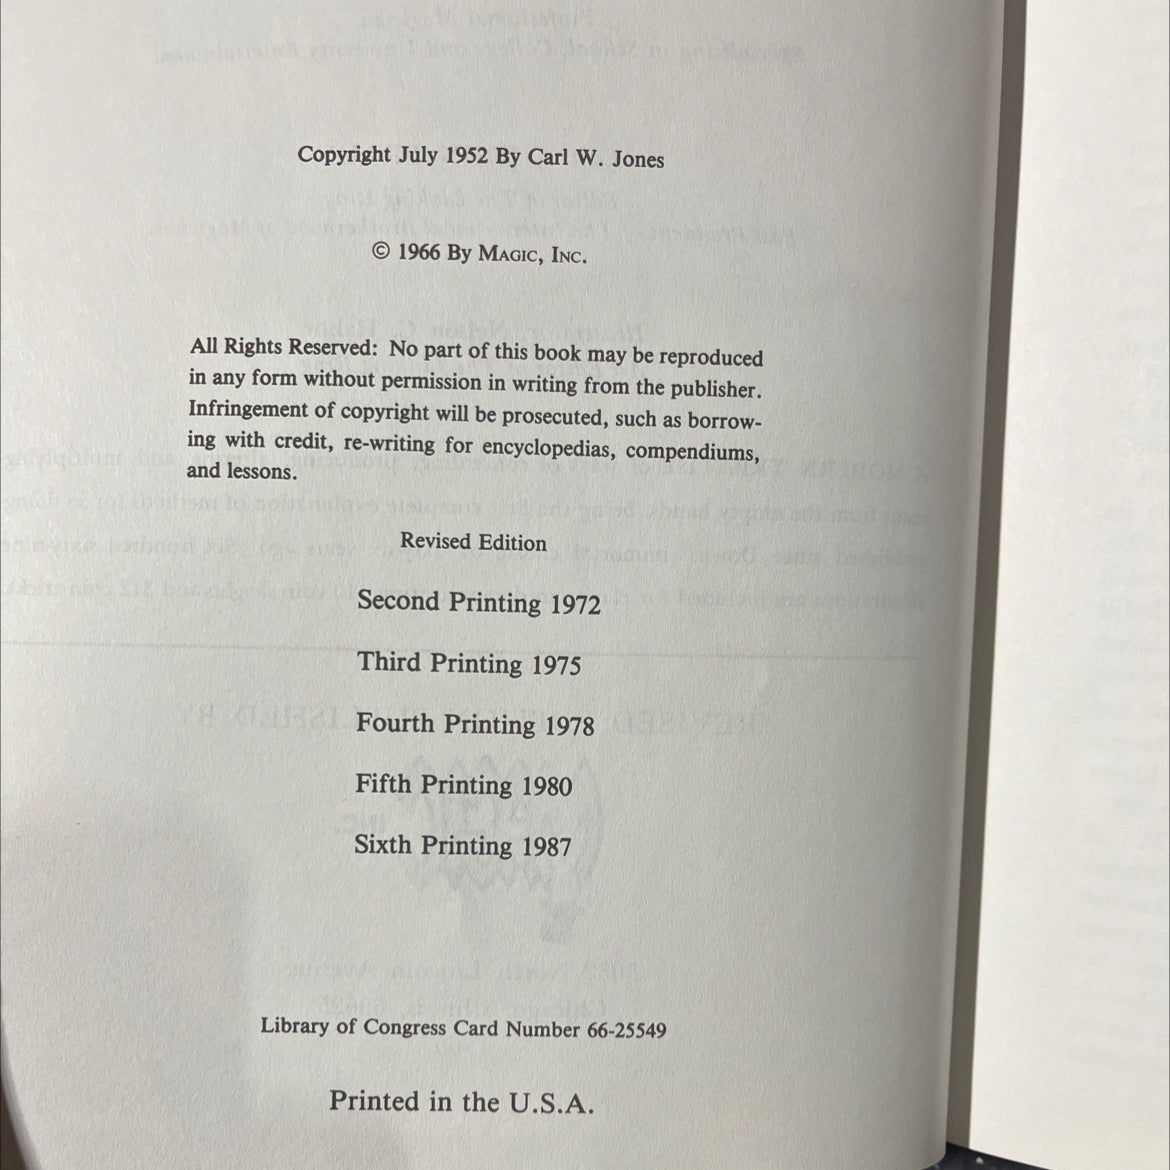 Copyright July 1952 By Carl W. Jones
© 1966 By MAGIC, INC.
All Rights Reserved: No part of this book may be reproduced
in any form without permission in writing from the publisher.
Infringement of copyright will be prosecuted, such as borrow-
ing with credit, re-writing for encyclopedias, compendiums,
and lessons.
Revised Edition
Second Printing 1972
Third Printing 1975
Fourth Printing 1978
Fifth Printing 1980
Sixth Printing 1987
Library of Congress Card Number 66-25549
Printed in the U.S.A.